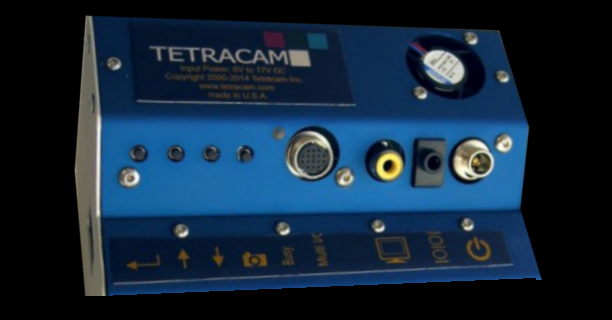 TETRACAM
Input Power: 6V to 17V DC
Copyright 2000-2014 Tetracam Inc.
www.tetracam.com
made in U.S.A.
Busy
Multi I/O
IOIOI